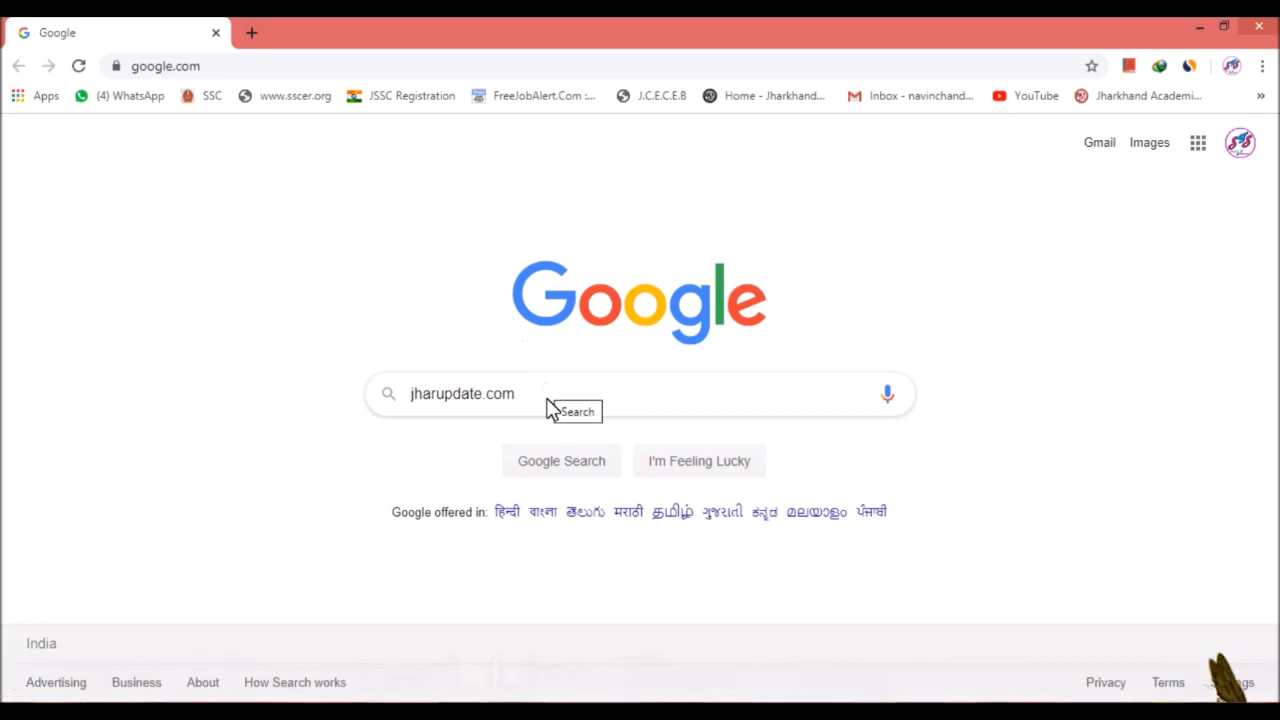 Google
google.com
Apps (4) WhatsApp SSC www.sscer.org JSSC Registration FreeJobAlert.Com :... J.C.E.C.E.B Home - Jharkhand... Inbox - navinchand... YouTube Jharkhand Academi... »
Gmail Images
Google
jharupdate.com
Search
Google Search I'm Feeling Lucky
Google offered in: हिन्दी বাংলা తెలుగు मराठी தமிழ் ગુજરાતી ಕನ್ನಡ മലയാളം ਪੰਜਾਬੀ
India
Advertising Business About How Search works Privacy Terms